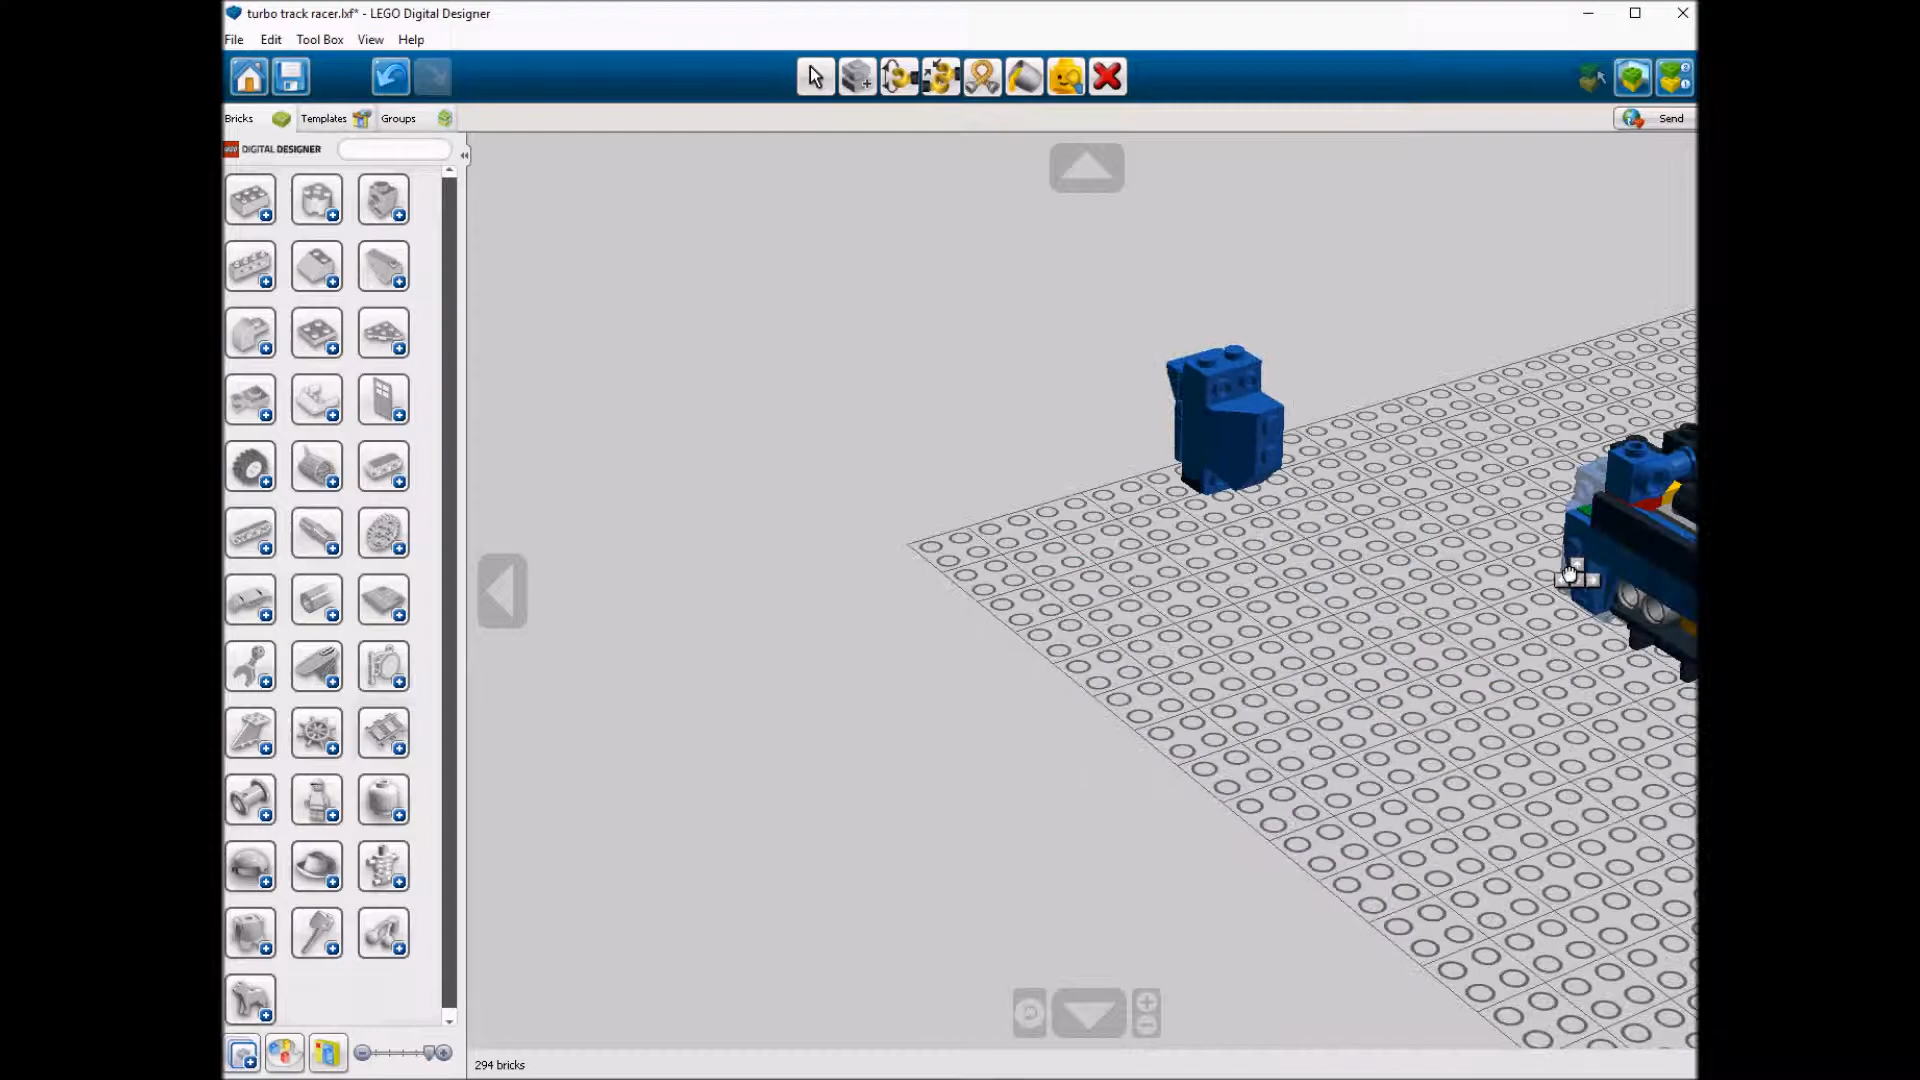 turbo track racer.lxf* - LEGO Digital Designer
File Edit Tool Box View Help
Bricks Templates Groups
Send
DIGITAL DESIGNER
294 bricks